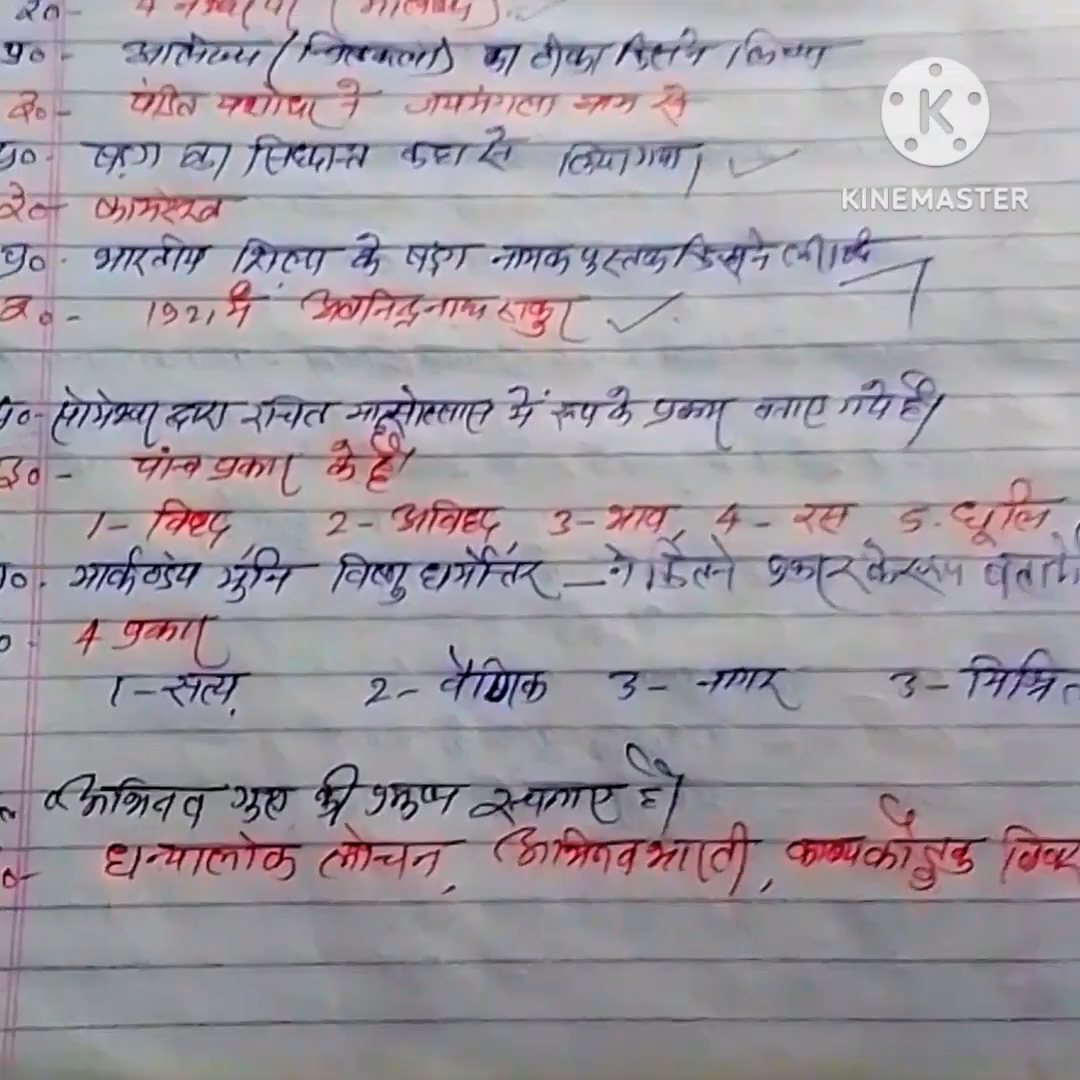 उ०- 4 
प्र०- आलेख्य (चित्रकला) का टीका किसने लिखा
उ०- पंडित यशोधर ने जयमंगला नाम से
प्र०- षडंग का सिध्दान्त कहा से लिया गया।
उ०- कामसूत्र
प्र०- भारतीय शिल्प के षडंग नामक पुस्तक किसने लिखि
उ०- 1921 में अवनिद्रनाथ ठाकुर
प्र०- सोमेश्वर द्वारा रचित मानसोल्लास में रूप के प्रकार बताए गये है।
उ०- पांच प्रकार के है।
1- विध्द 2- अविध्द, 3- भाव, 4- रस 5. धूलि
प्र०- मार्कण्डेय मुनि विष्णु धर्मोत्तर - ने कितने प्रकार के रूप बताये
4 प्रकार
1- सत्य, 2- वैणिक 3- नागर 3- मिश्रित
अभिनव गुप्त की प्रमुख रचनाए है।
धन्यालोक लोचन, अभिनव भारती, काव्य कौतुक
KINEMASTER